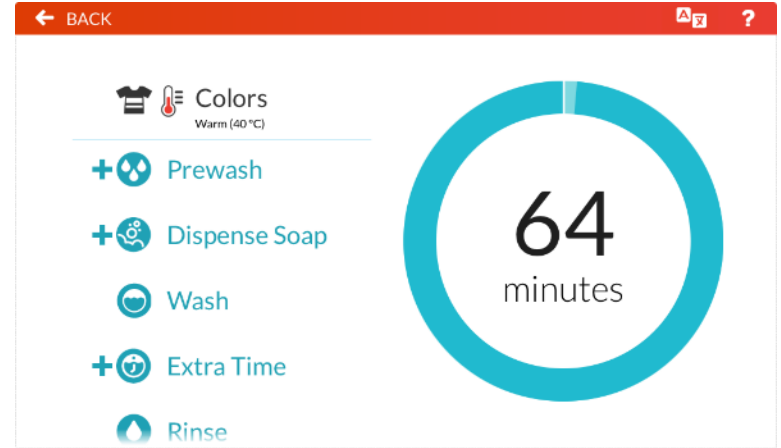 BACK
?
Colors
Warm (40 °C)
+ Prewash
+ Dispense Soap
Wash
+ Extra Time
Rinse
64
minutes